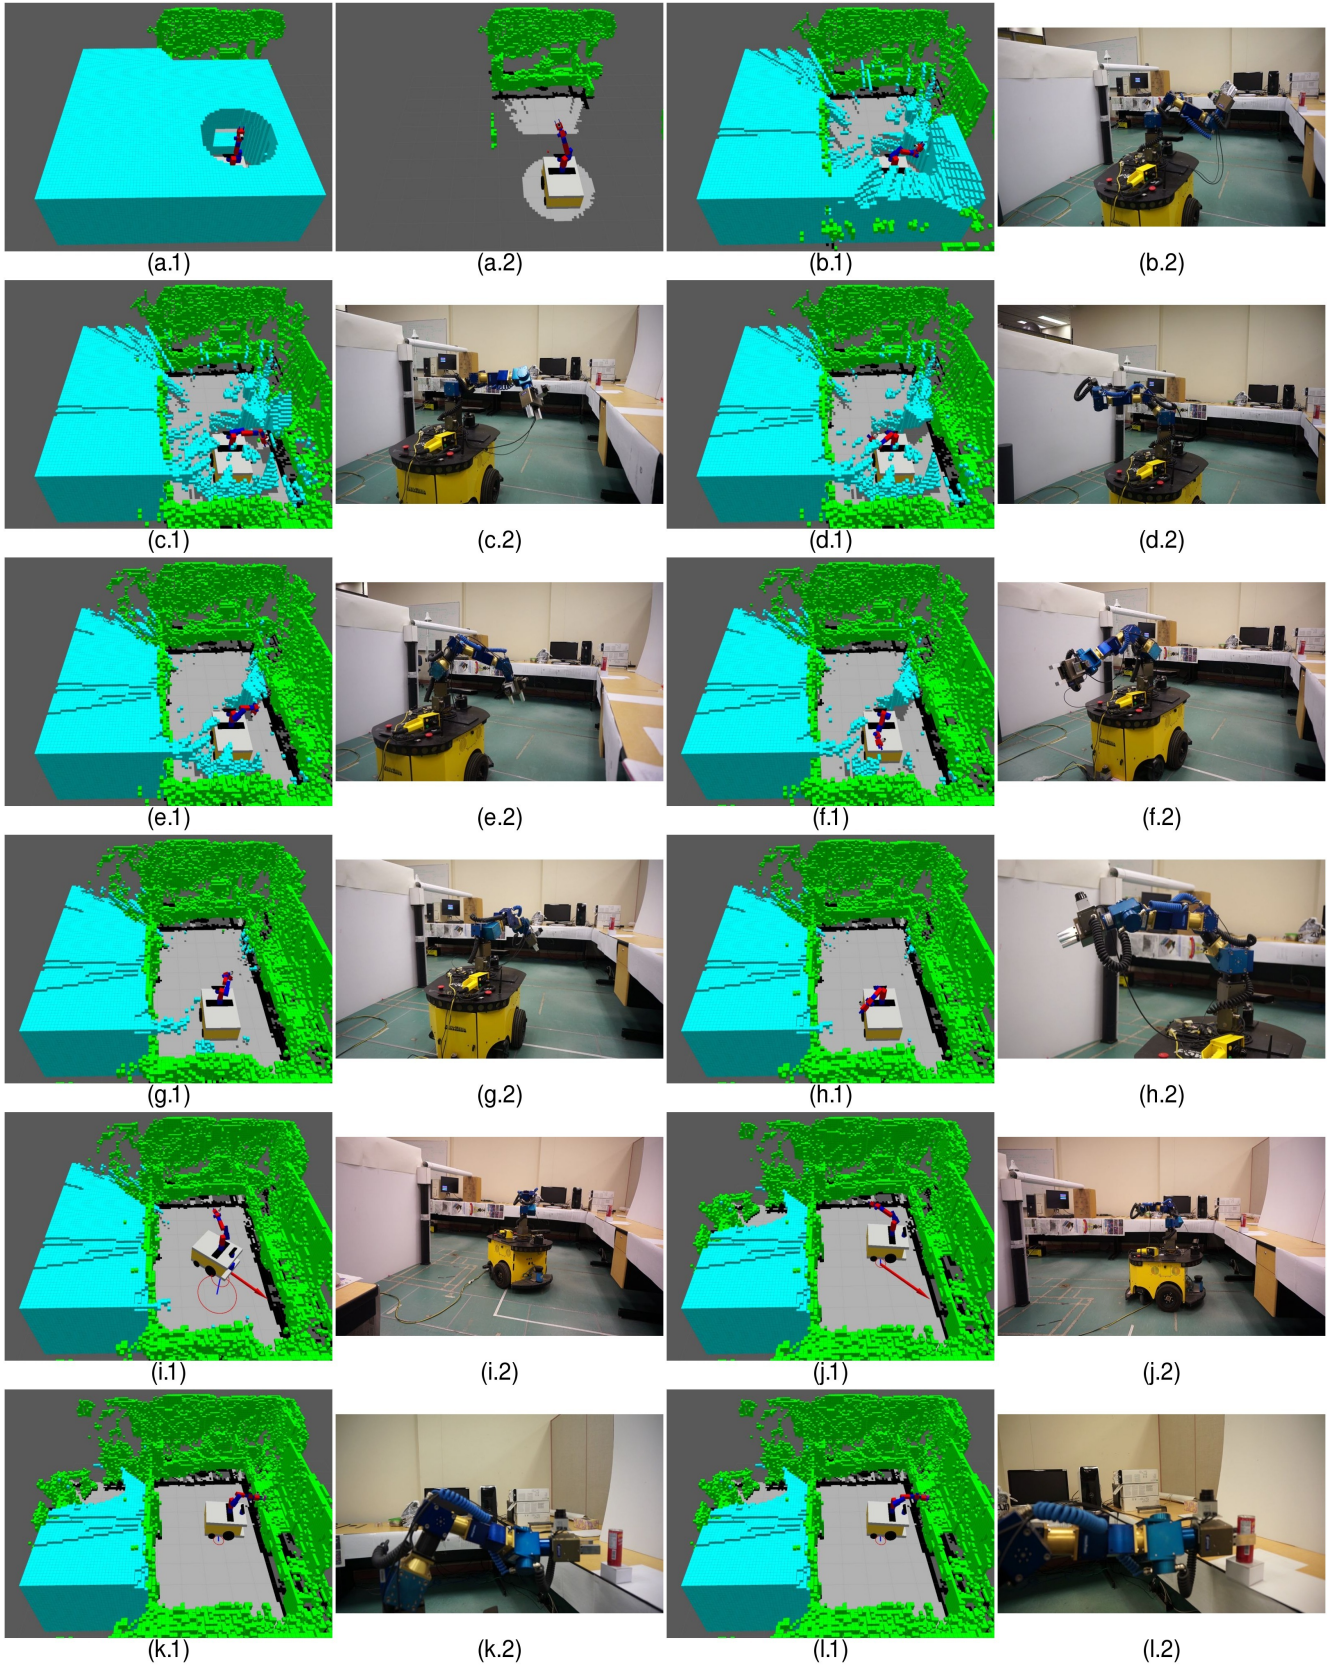 (a.1) (a.2) (b.1) (b.2)
(c.1) (c.2) (d.1) (d.2)
(e.1) (e.2) (f.1) (f.2)
(g.1) (g.2) (h.1) (h.2)
(i.1) (i.2) (j.1) (j.2)
(k.1) (k.2) (l.1) (l.2)